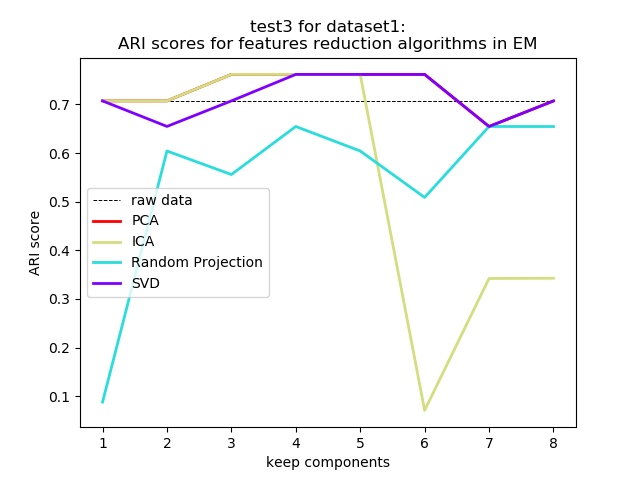 test3 for dataset1:
ARI scores for features reduction algorithms in EM
ARI score
0.7
0.6
0.5
0.4
0.3
0.2
0.1
raw data
PCA
ICA
Random Projection
SVD
1 2 3 4 5 6 7 8
keep components